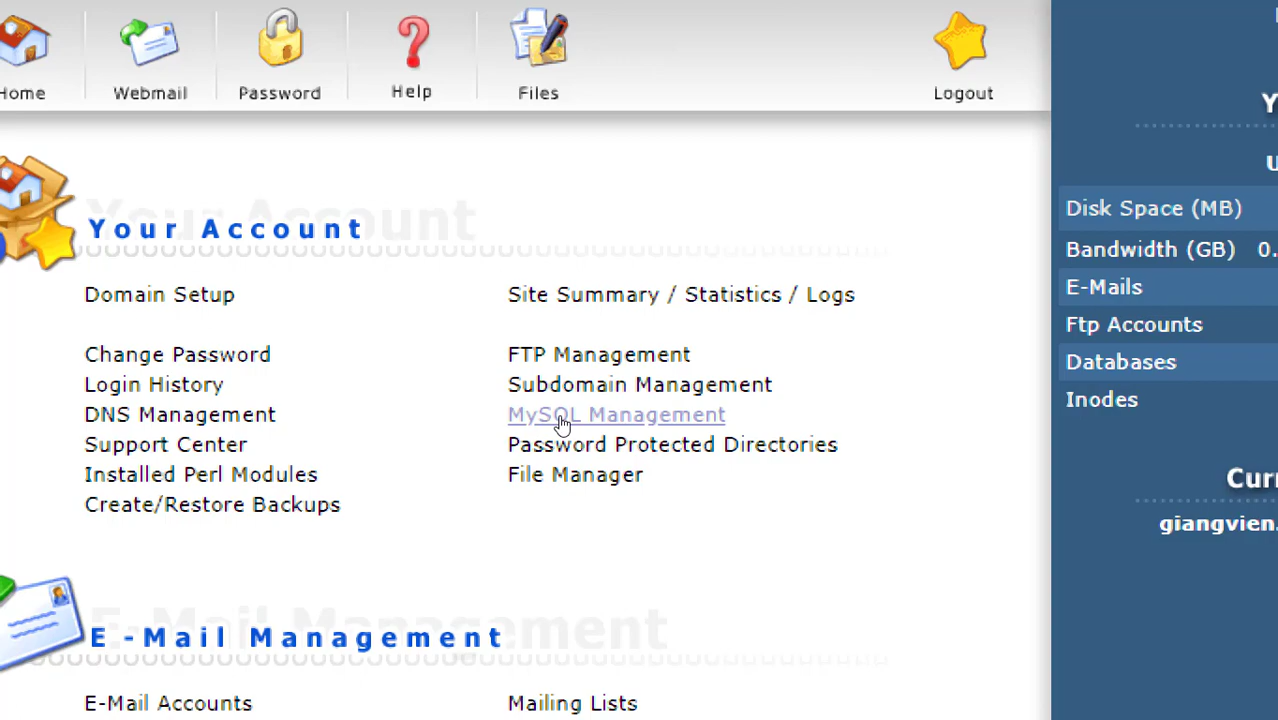 Home Webmail Password Help Files Logout
Your Account
Domain Setup Site Summary / Statistics / Logs
Change Password FTP Management
Login History Subdomain Management
DNS Management MySQL Management
Support Center Password Protected Directories
Installed Perl Modules File Manager
Create/Restore Backups
E-Mail Management
E-Mail Accounts Mailing Lists
Disk Space (MB)
Bandwidth (GB) 0.
E-Mails
Ftp Accounts
Databases
Inodes
giangvien.